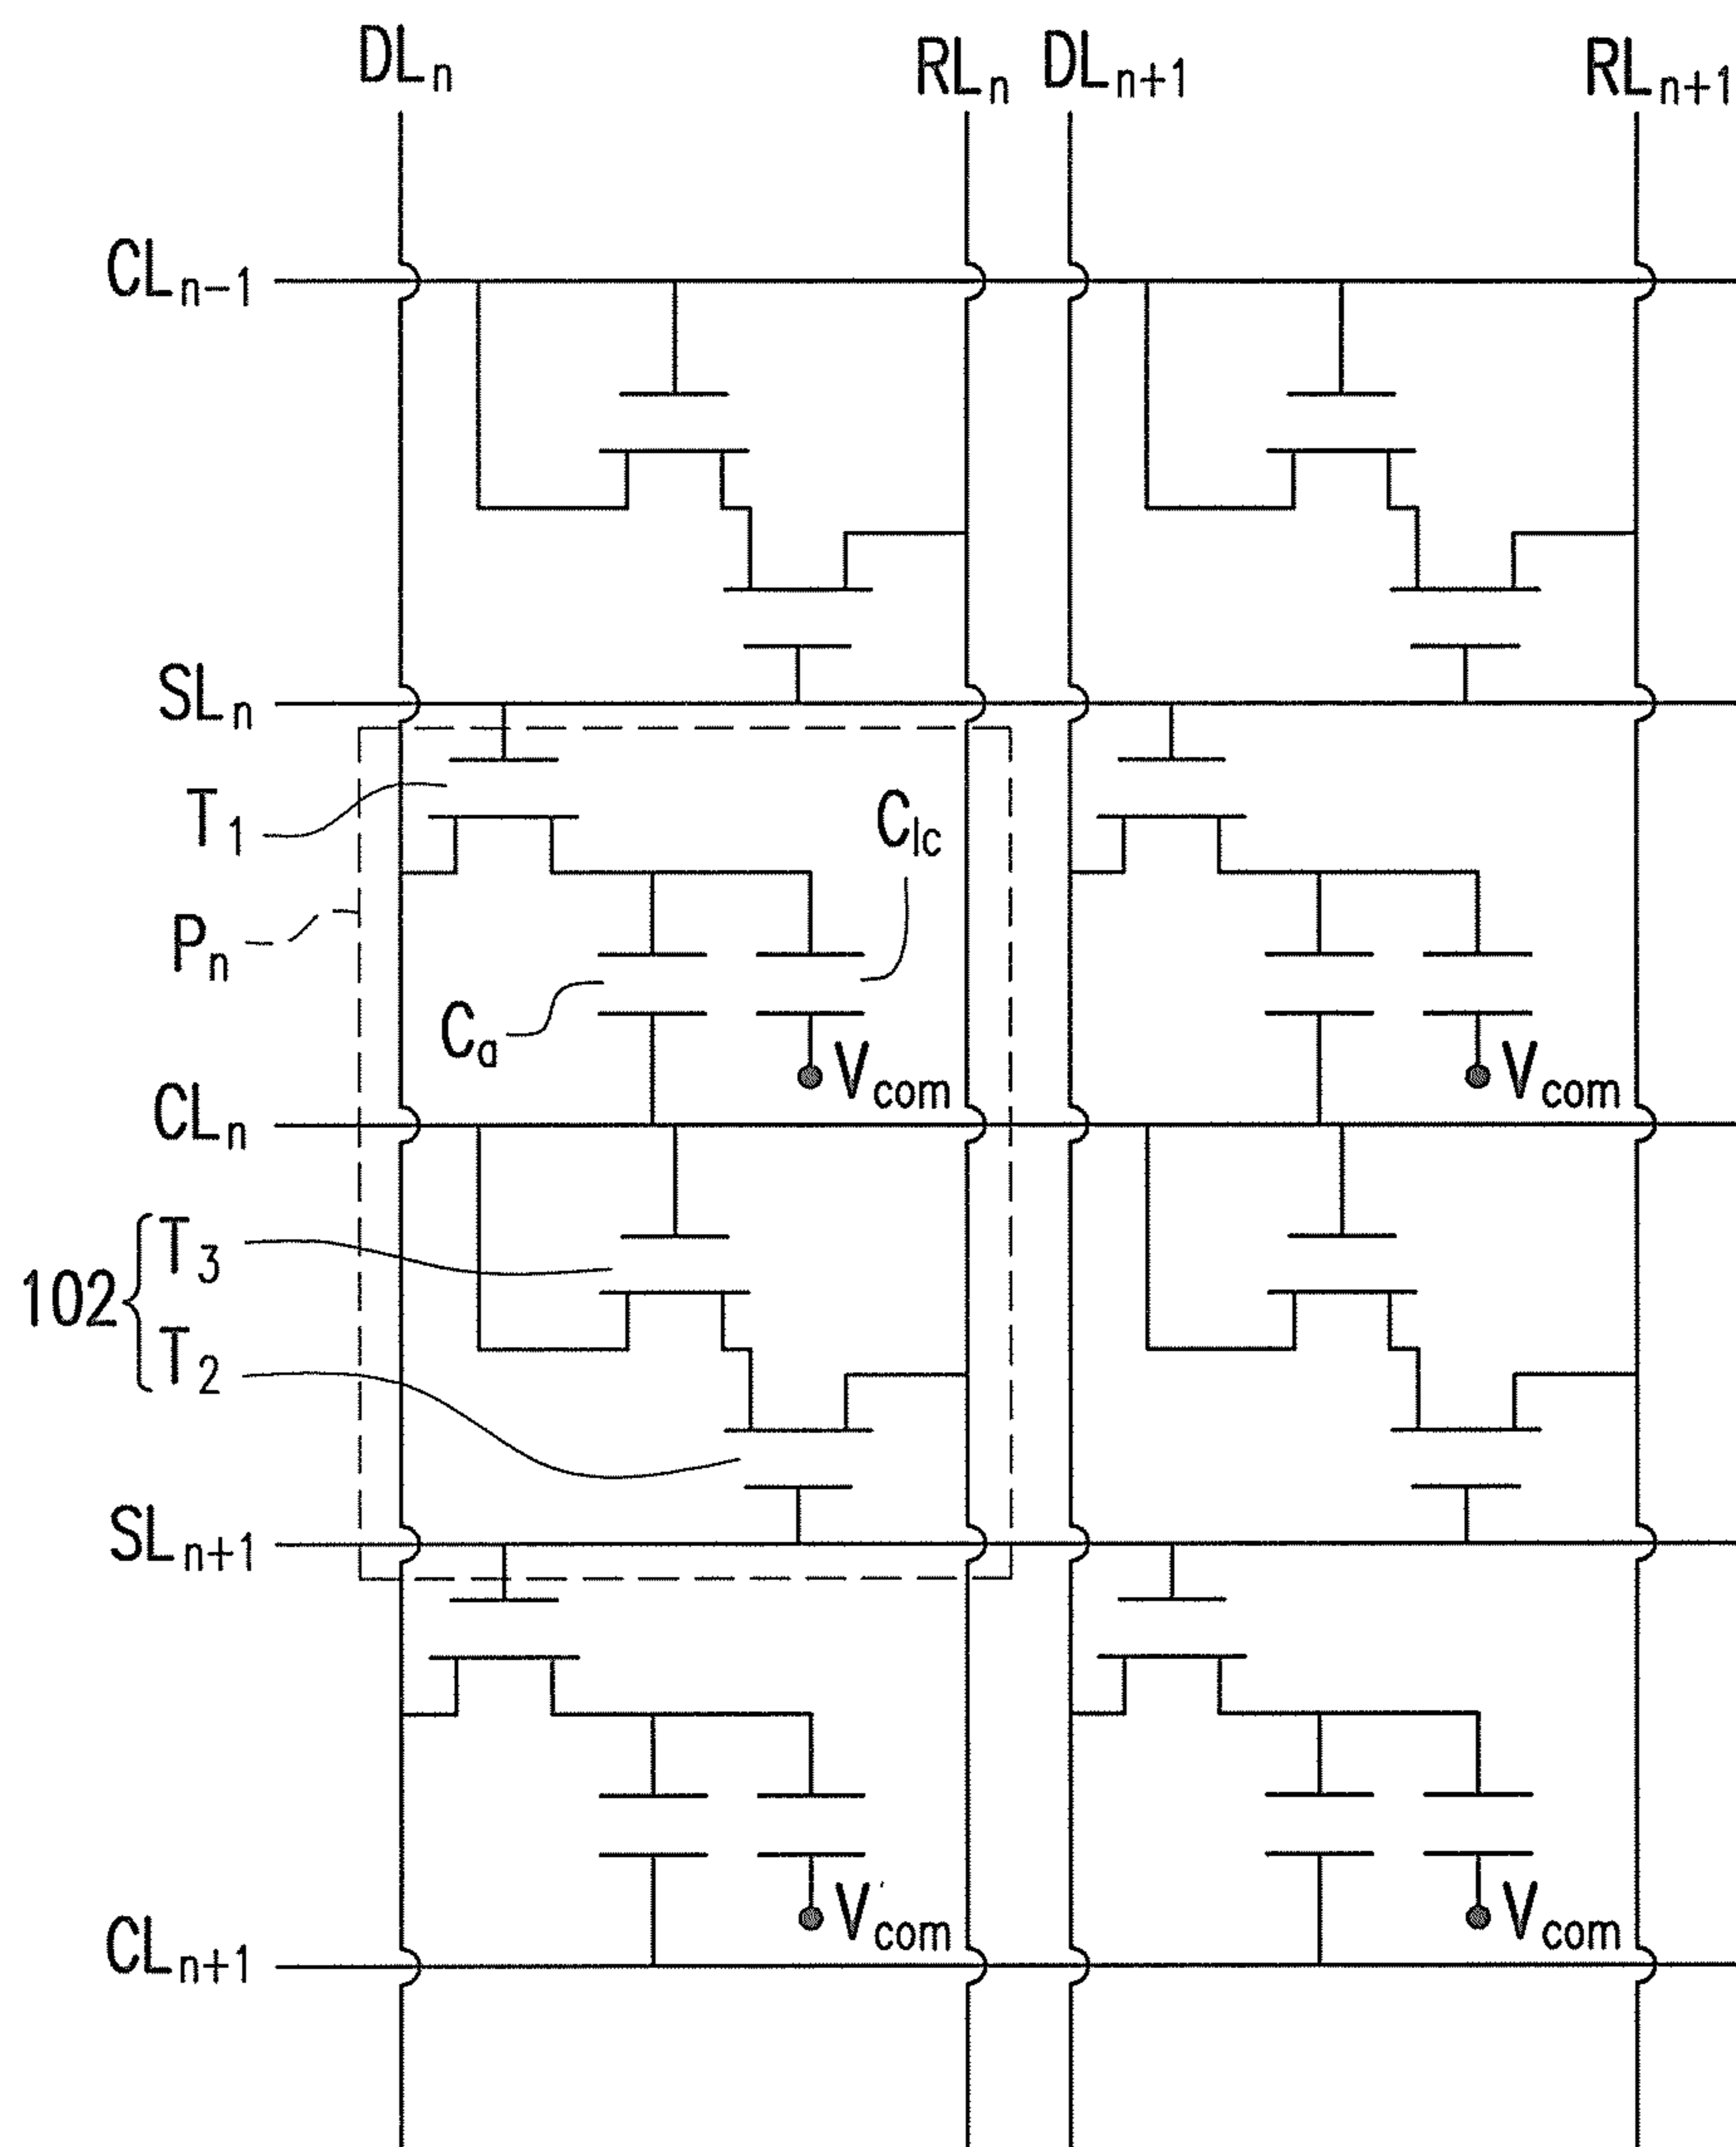 DLn RLn DLn+1 RLn+1
CLn-1
SLn
T1
Clc
Pn
Ca
Vcom Vcom
CLn
T3
102
T2
SLn+1
Vcom Vcom
CLn+1